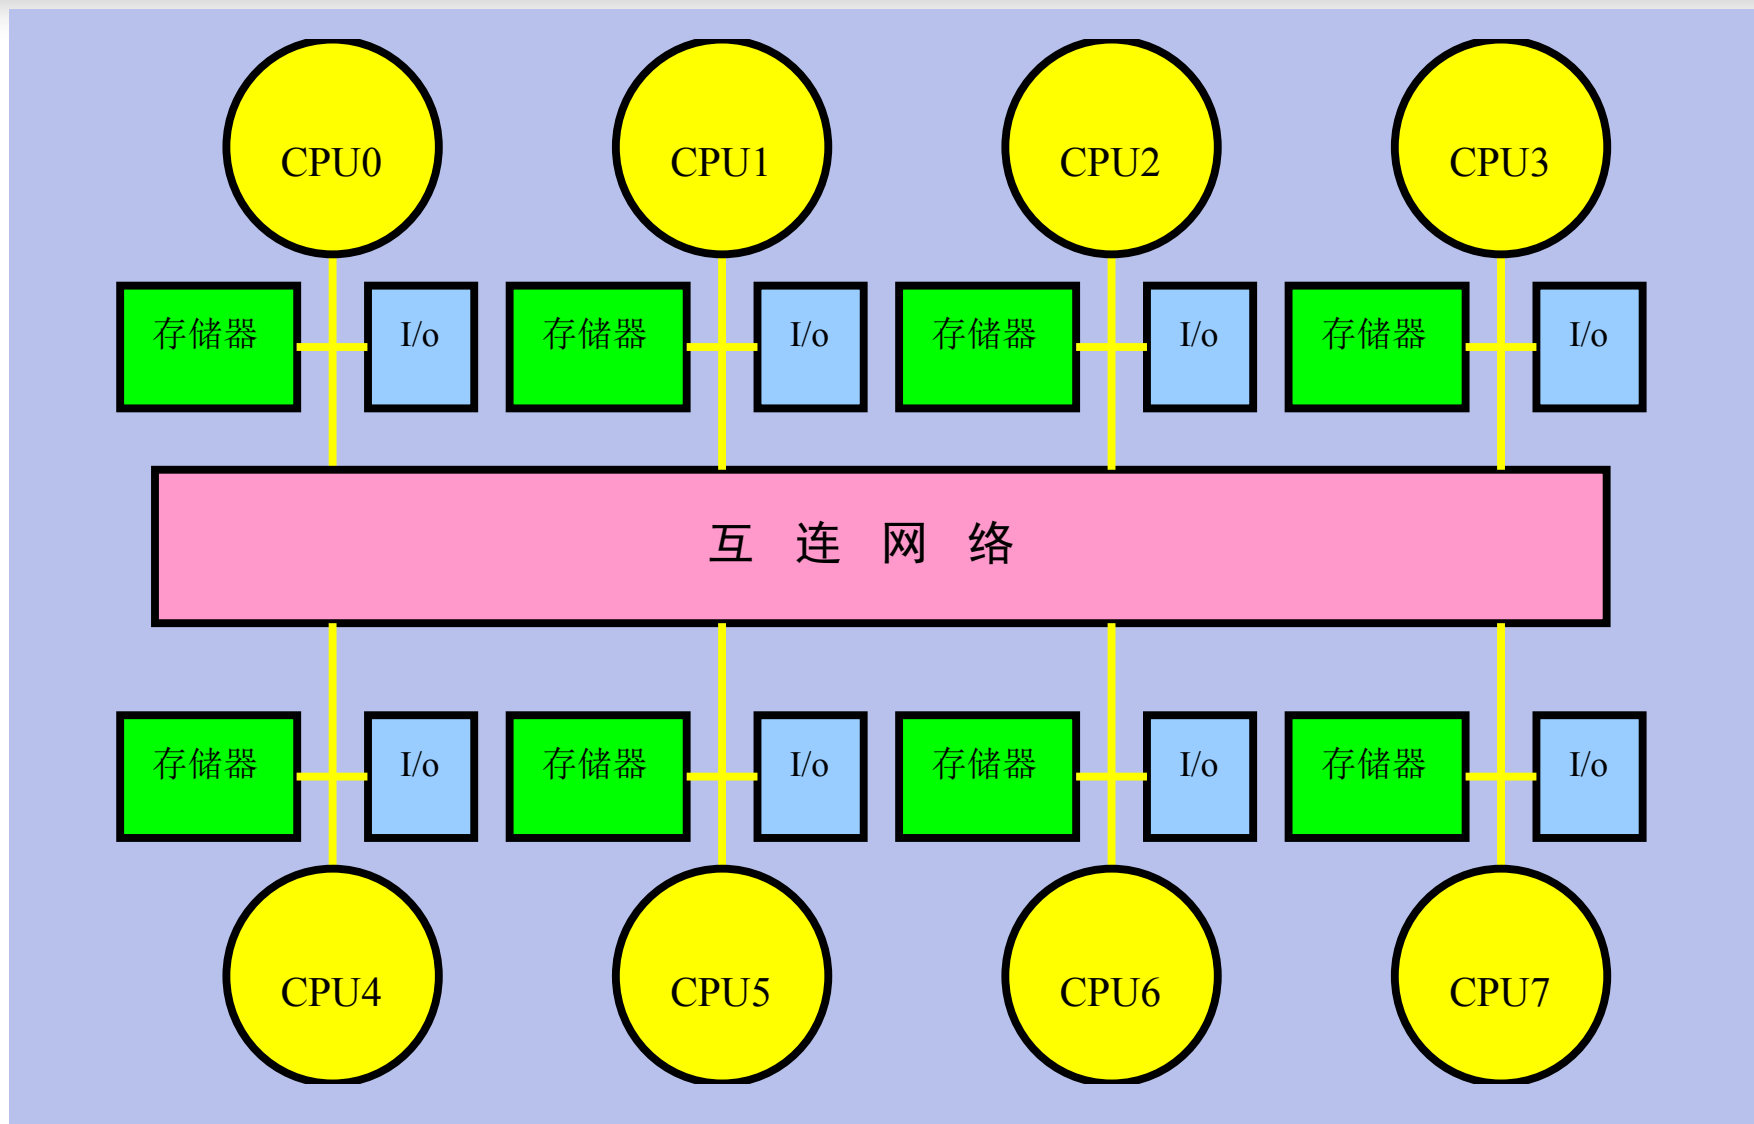 CPU0 CPU1 CPU2 CPU3
存储器 I/o 存储器 I/o 存储器 I/o 存储器 I/o
互 连 网 络
存储器 I/o 存储器 I/o 存储器 I/o 存储器 I/o
CPU4 CPU5 CPU6 CPU7